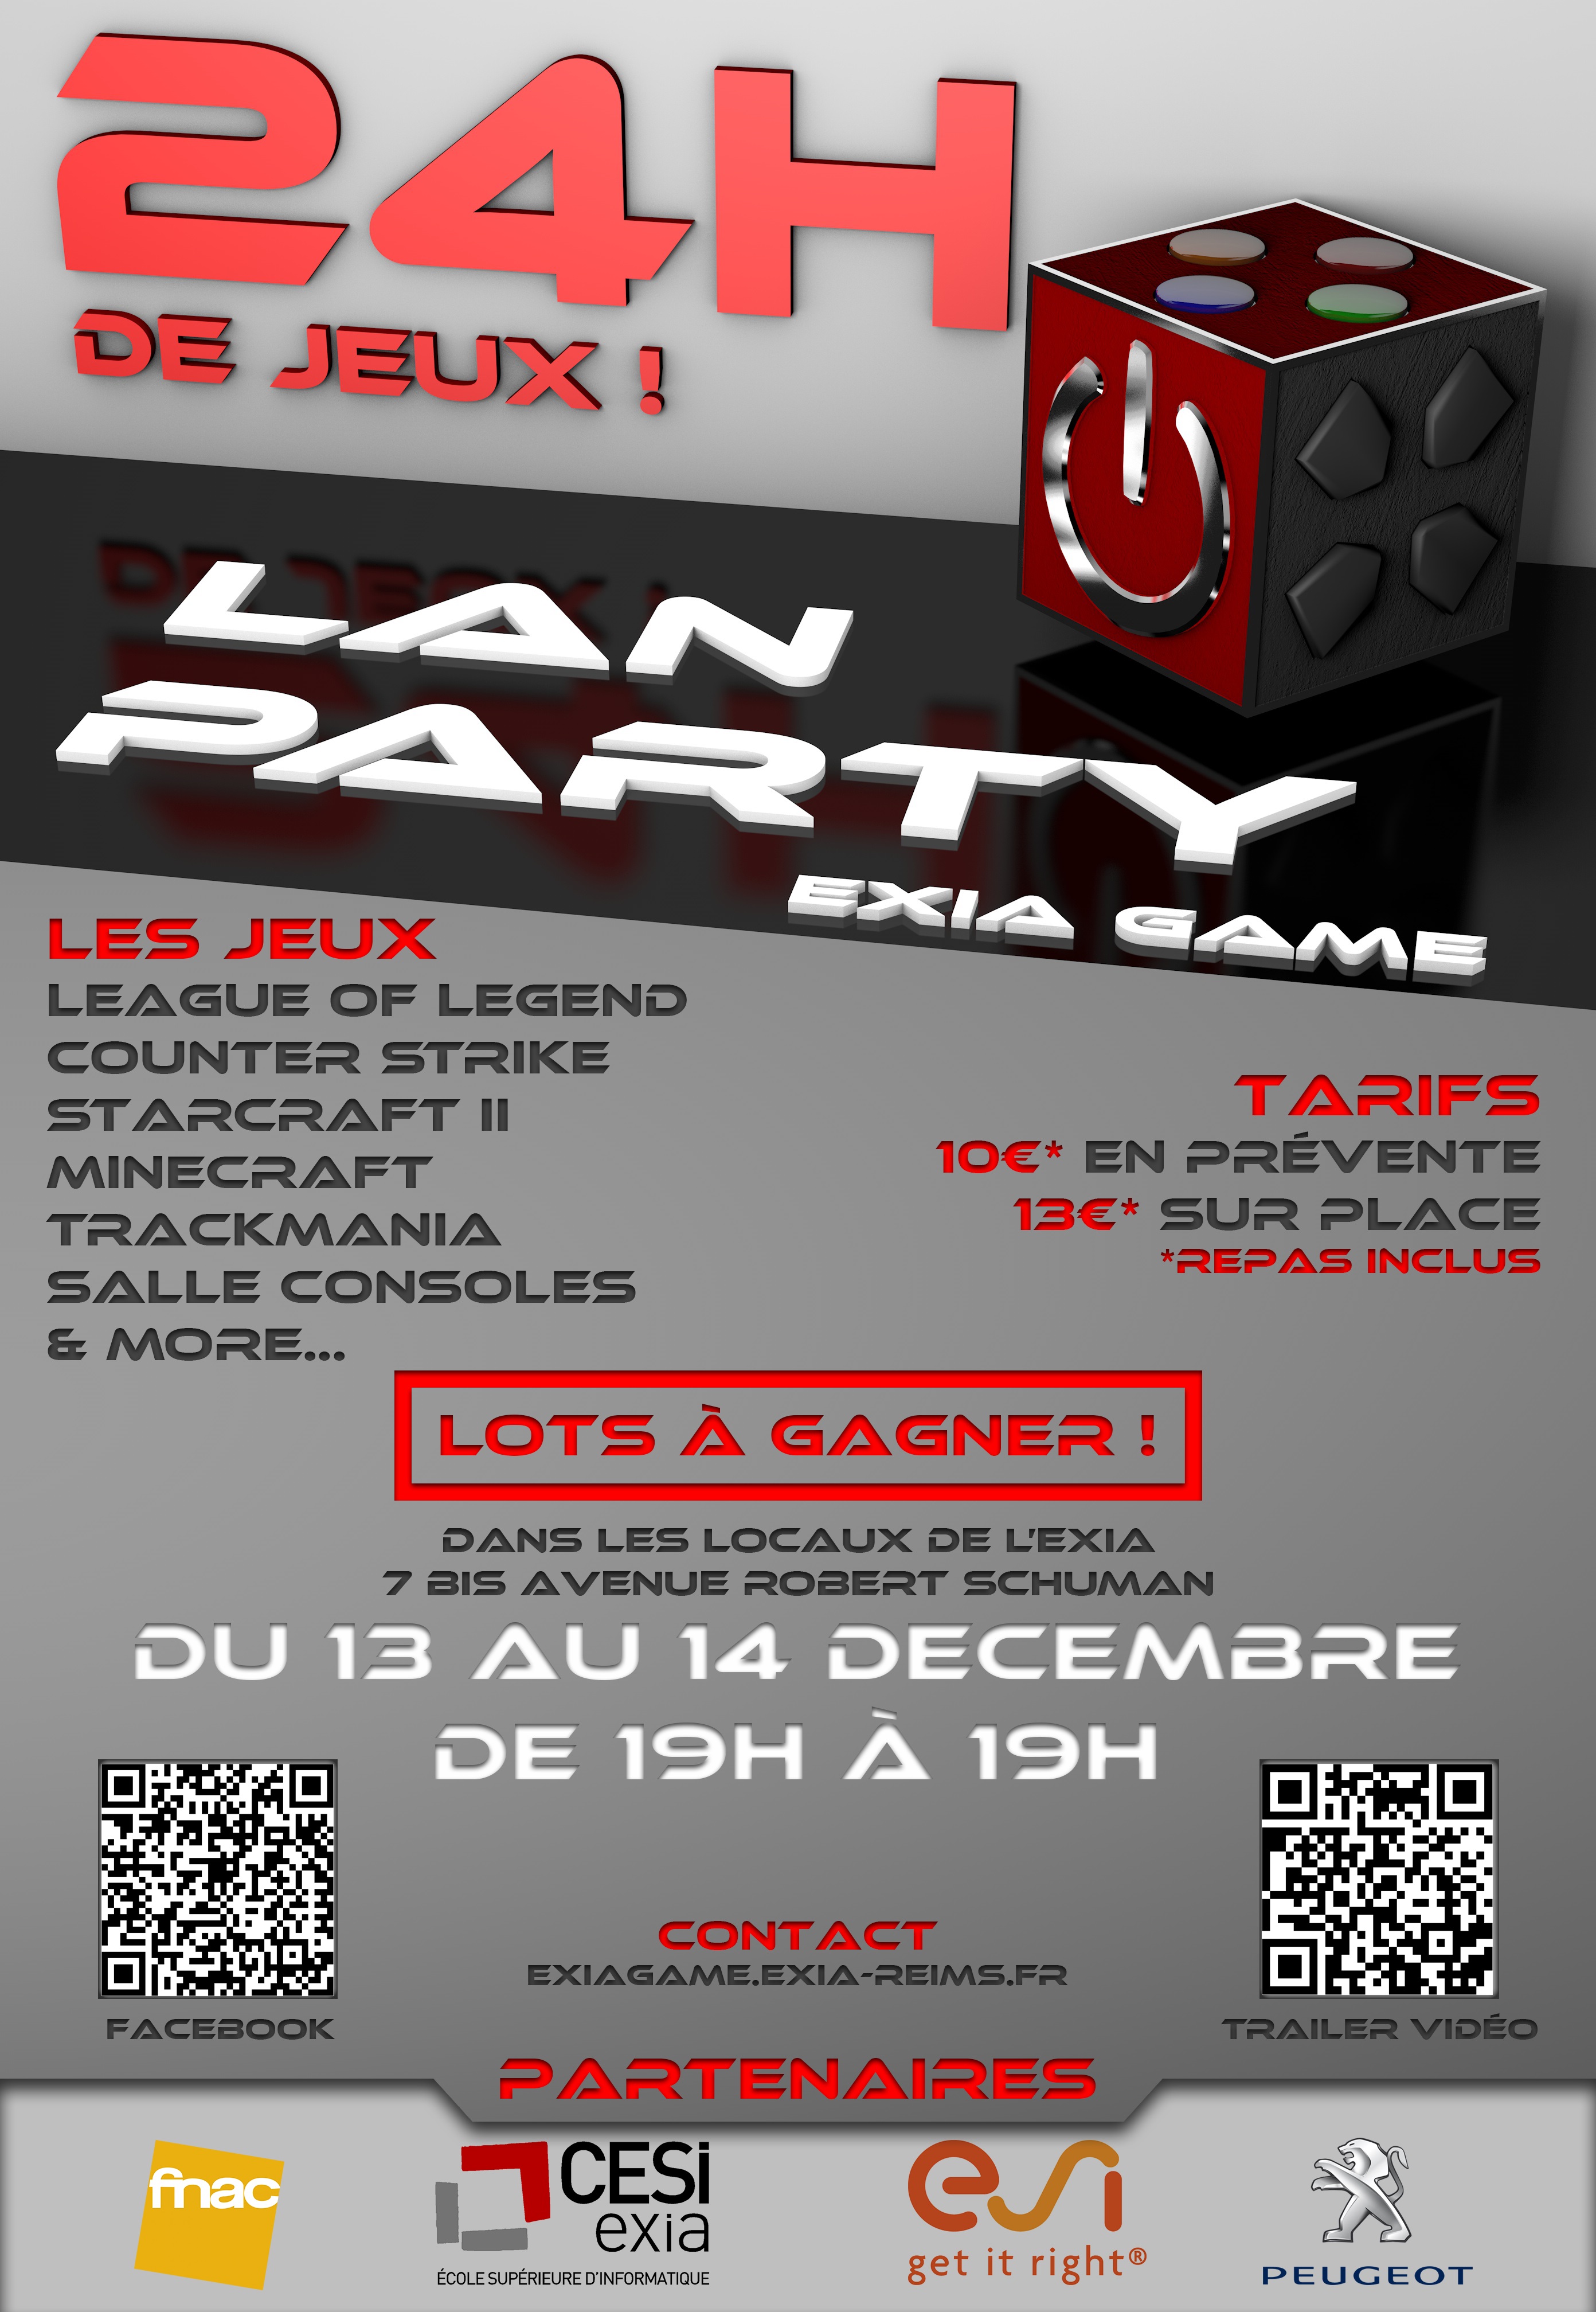 24H
DE JEUX !
LAN
PARTY
EXIA GAME
LES JEUX
LEAGUE OF LEGEND
COUNTER STRIKE
STARCRAFT II
MINECRAFT
TRACKMANIA
SALLE CONSOLES
& MORE...
TARIFS
10€* EN PRÉVENTE
13€* SUR PLACE
*REPAS INCLUS
LOTS À GAGNER !
DANS LES LOCAUX DE L'EXIA
7 BIS AVENUE ROBERT SCHUMAN
DU 13 AU 14 DECEMBRE
DE 19H À 19H
CONTACT
EXIAGAME.EXIA-REIMS.FR
FACEBOOK
TRAILER VIDÉO
PARTENAIRES
fnac
CESi
exia
ÉCOLE SUPÉRIEURE D'INFORMATIQUE
esi
get it right®
PEUGEOT